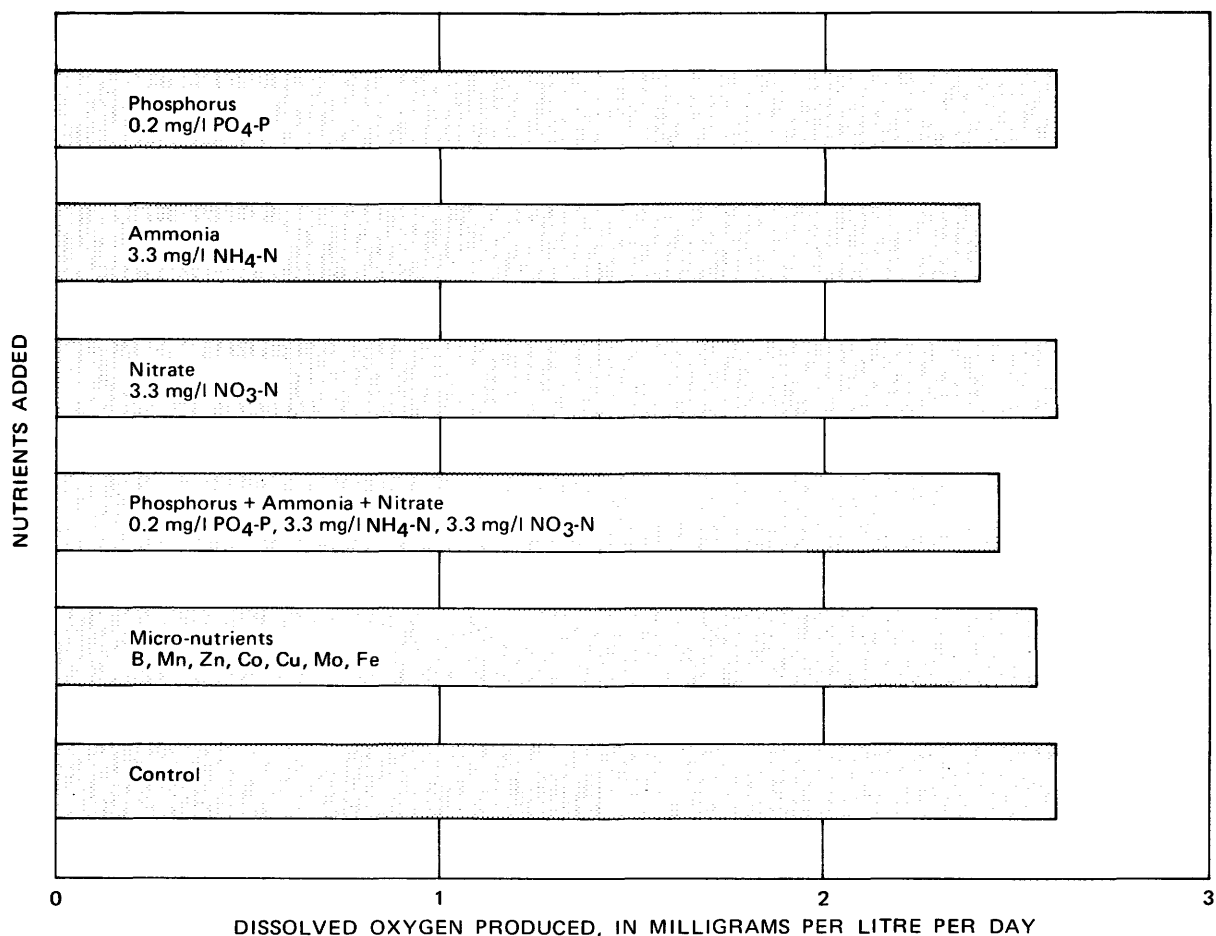 NUTRIENTS ADDED
Phosphorus
0.2 mg/l PO4-P
Ammonia
3.3 mg/l NH4-N
Nitrate
3.3 mg/l NO3-N
Phosphorus + Ammonia + Nitrate
0.2 mg/l PO4-P, 3.3 mg/l NH4-N, 3.3 mg/l NO3-N
Micro-nutrients
B, Mn, Zn, Co, Cu, Mo, Fe
Control
0 1 2 3
DISSOLVED OXYGEN PRODUCED, IN MILLIGRAMS PER LITRE PER DAY